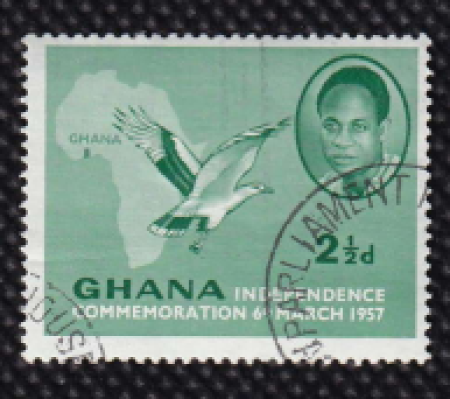 GHANA
2½d
GHANA INDEPENDENCE
COMMEMORATION 6th MARCH 1957
PARLIAMENT